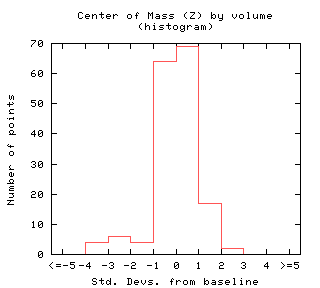 Center of Mass (Z) by volume
(histogram)
70
60
50
40
30
20
10
0
Number of points
<=-5 -4 -3 -2 -1 0 1 2 3 4 >=5
Std. Devs. from baseline